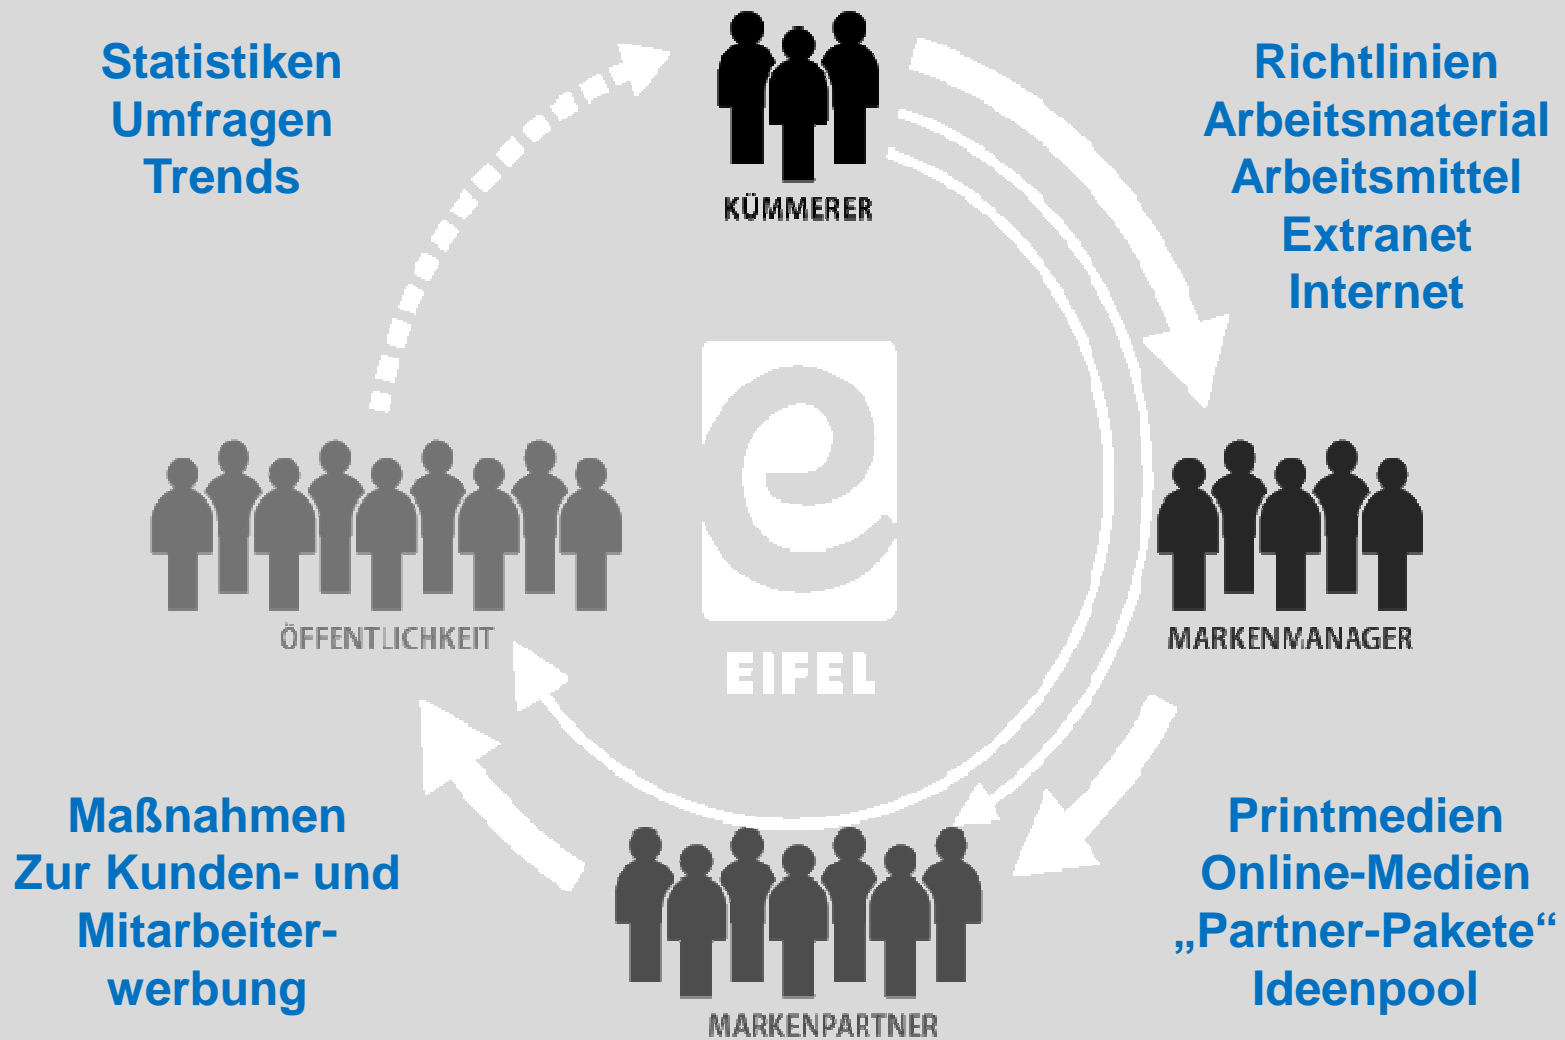 Statistiken
Umfragen
Trends
KÜMMERER
Richtlinien
Arbeitsmaterial
Arbeitsmittel
Extranet
Internet
ÖFFENTLICHKEIT
EIFEL
MARKENMANAGER
Maßnahmen
Zur Kunden- und
Mitarbeiter-
werbung
MARKENPARTNER
Printmedien
Online-Medien
„Partner-Pakete“
Ideenpool